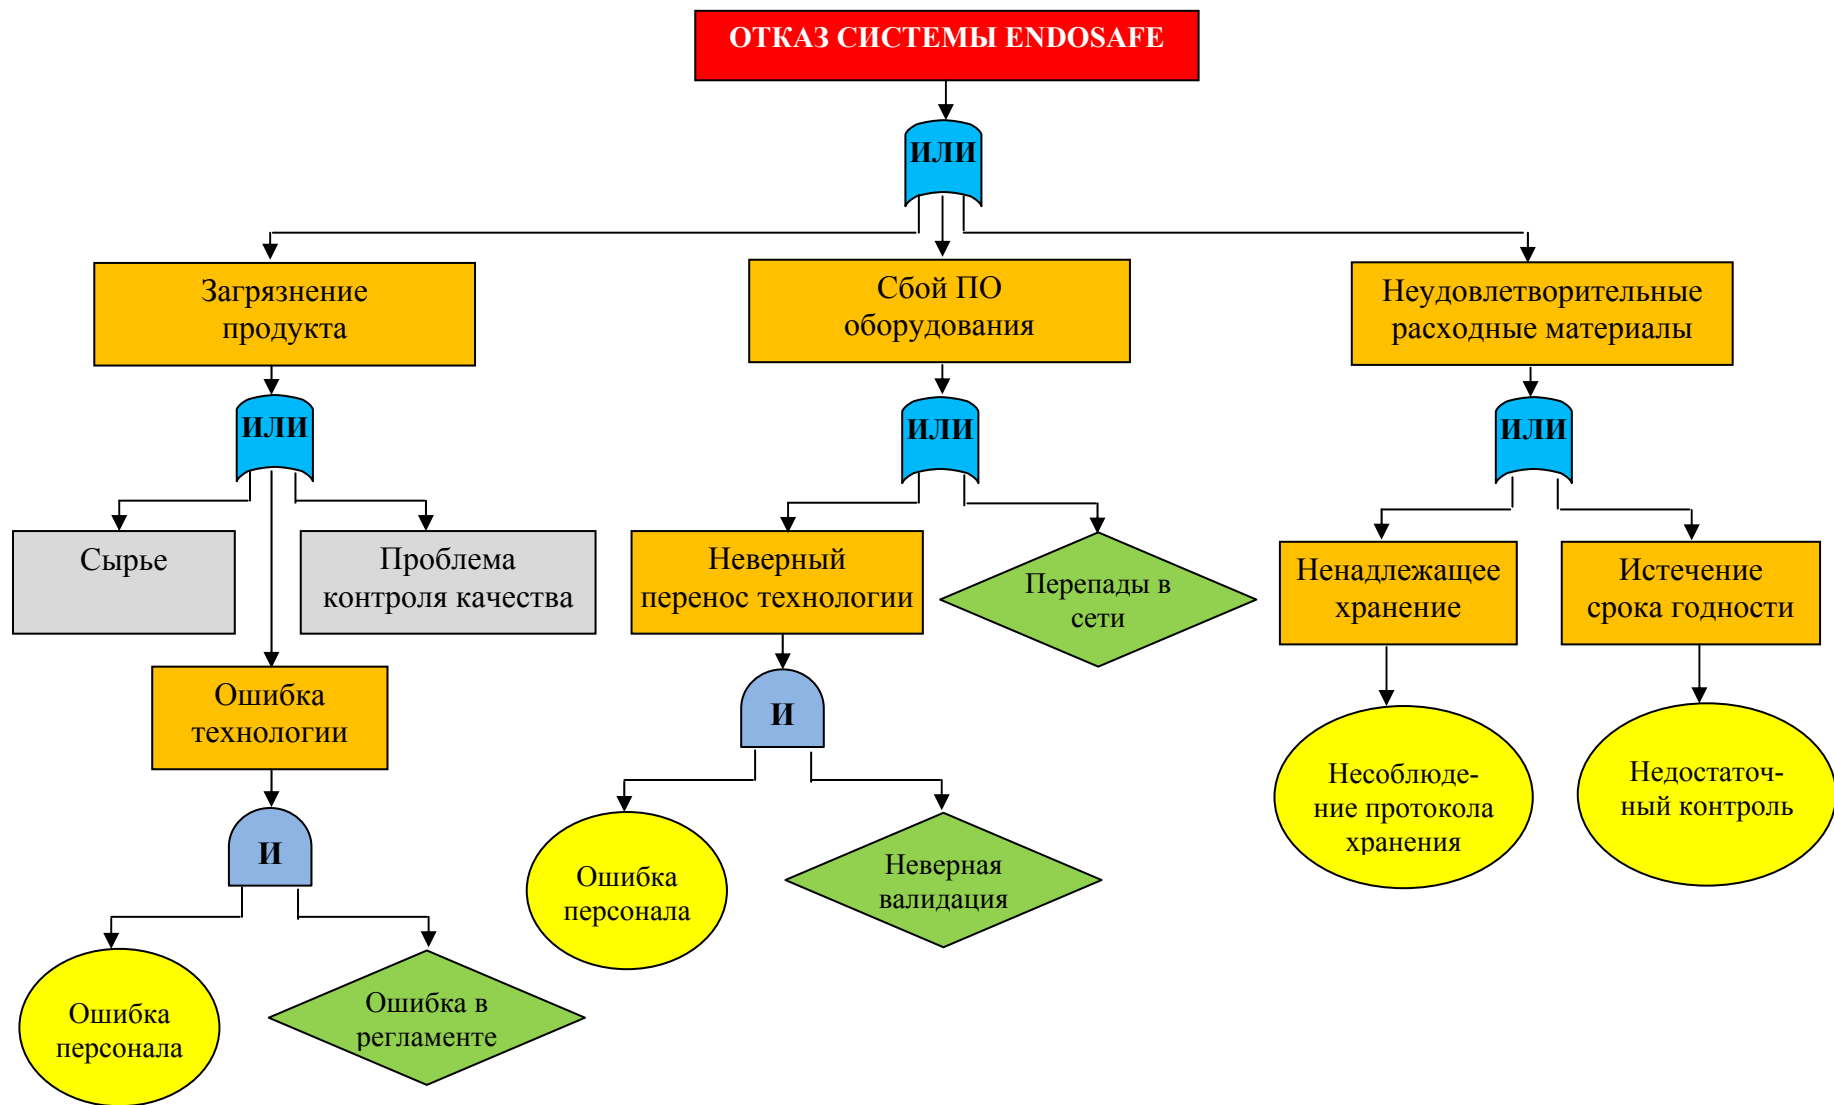 ОТКАЗ СИСТЕМЫ ENDOSAFE
ИЛИ
Загрязнение
продукта
Сбой ПО
оборудования
Неудовлетворительные
расходные материалы
ИЛИ
ИЛИ
ИЛИ
Сырье
Проблема
контроля качества
Неверный
перенос технологии
Перепады в
сети
Ненадлежащее
хранение
Истечение
срока годности
Ошибка
технологии
И
Несоблюде-
ние протокола
хранения
Недостаточ-
ный контроль
И
Ошибка
персонала
Неверная
валидация
Ошибка
персонала
Ошибка в
регламенте